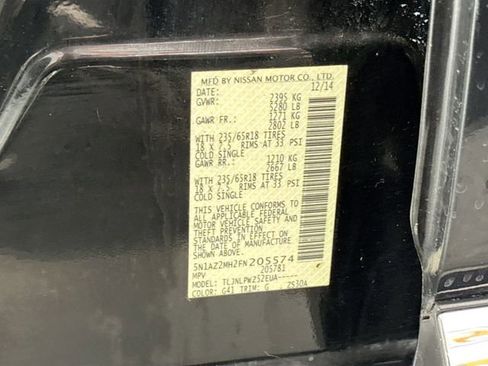 MFD BY NISSAN MOTOR CO., LTD.
DATE: 12/14
GVWR: 2395 KG
5280 LB
GAWR FR.: 1271 KG
2802 LB
WITH 235/65R18 TIRES
18 X 7.5, RIMS AT 33 PSI
COLD SINGLE
GAWR RR.: 1210 KG
2667 LB
WITH 235/65R18 TIRES
18 X 7.5, RIMS AT 33 PSI
COLD SINGLE
THIS VEHICLE CONFORMS TO
ALL APPLICABLE FEDERAL
MOTOR VEHICLE SAFETY
STANDARDS IN EFFECT ON
THE DATE OF MANUFACTURE
SHOWN ABOVE.
5N1AZ2MH2FN205574
205781
MPV
MODEL: TLJNLPWZ52EUA-----
COLOR: G41 TRIM: G ZS30A